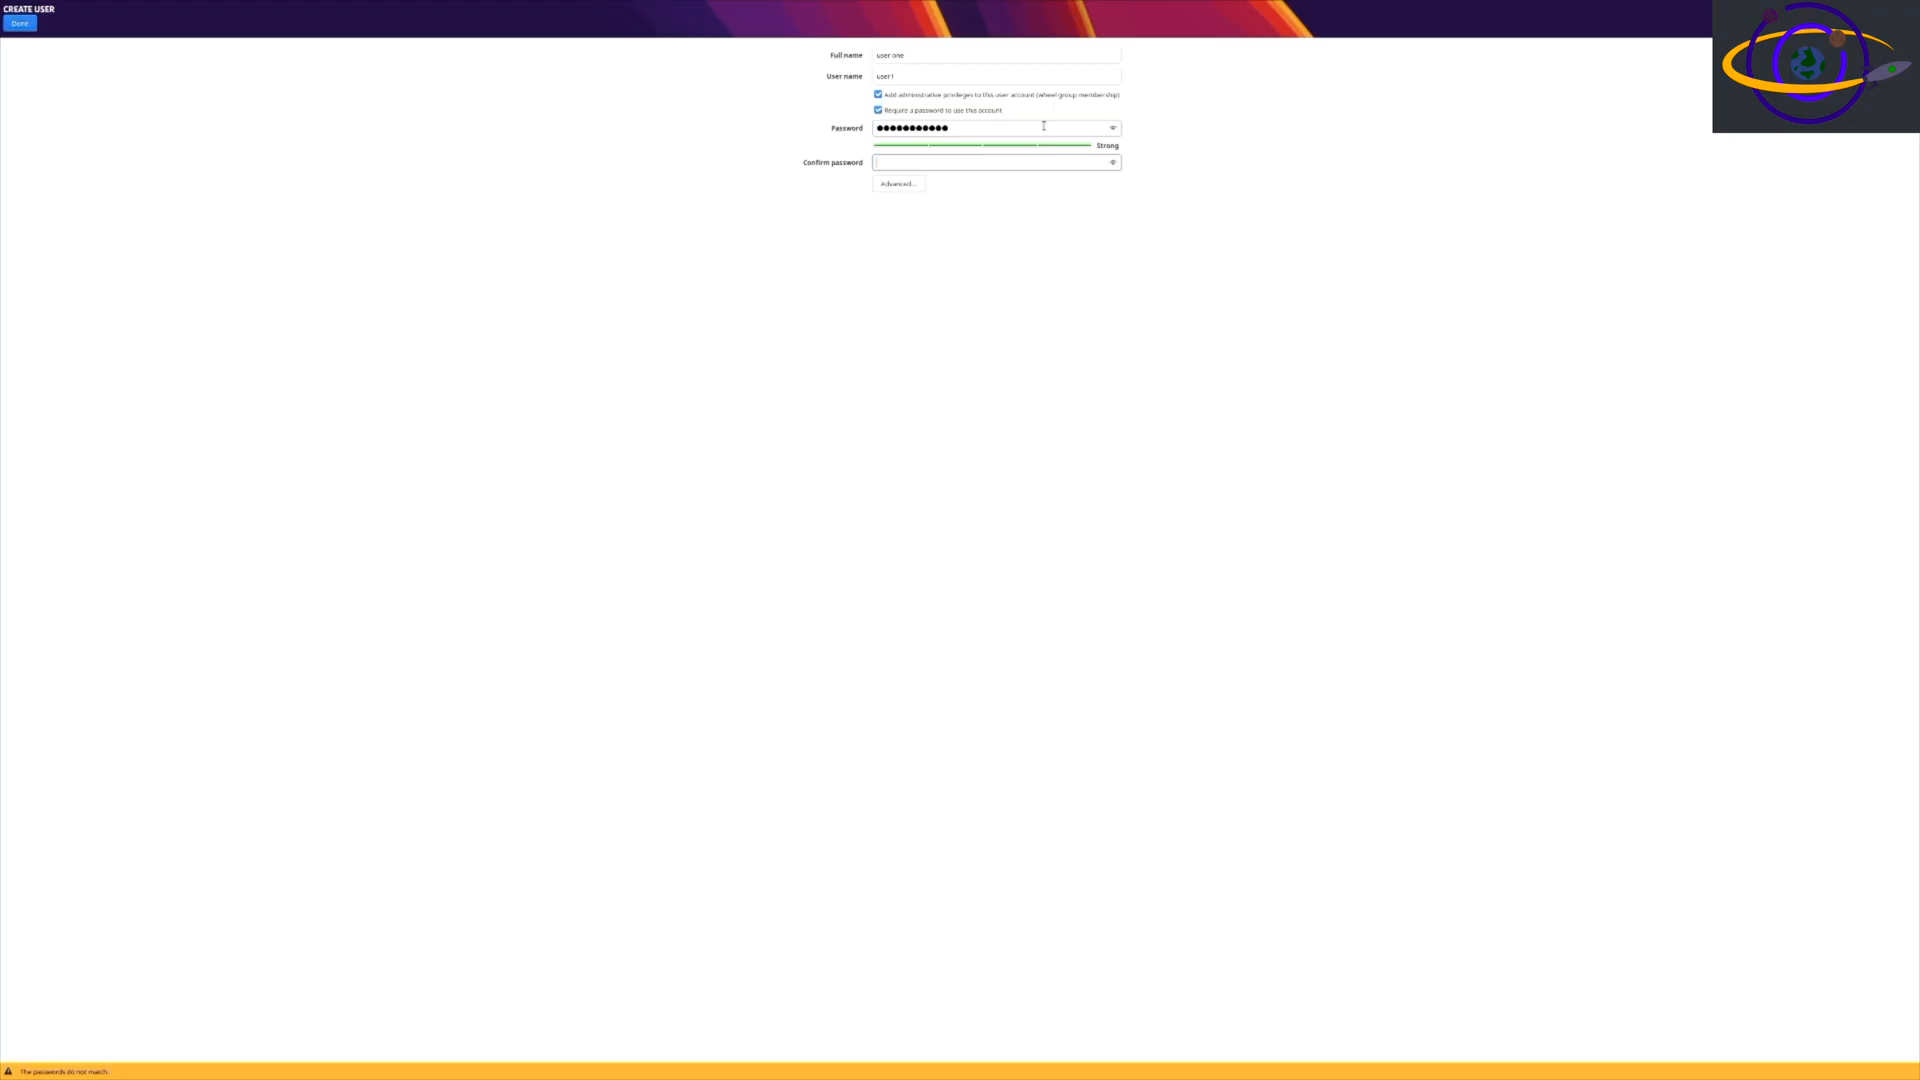 CREATE USER
Done
Full name
user one
User name
user1
Add administrative privileges to this user account (wheel group membership)
Require a password to use this account
Password
●●●●●●●●●●●
Strong
Confirm password
Advanced...
The passwords do not match.